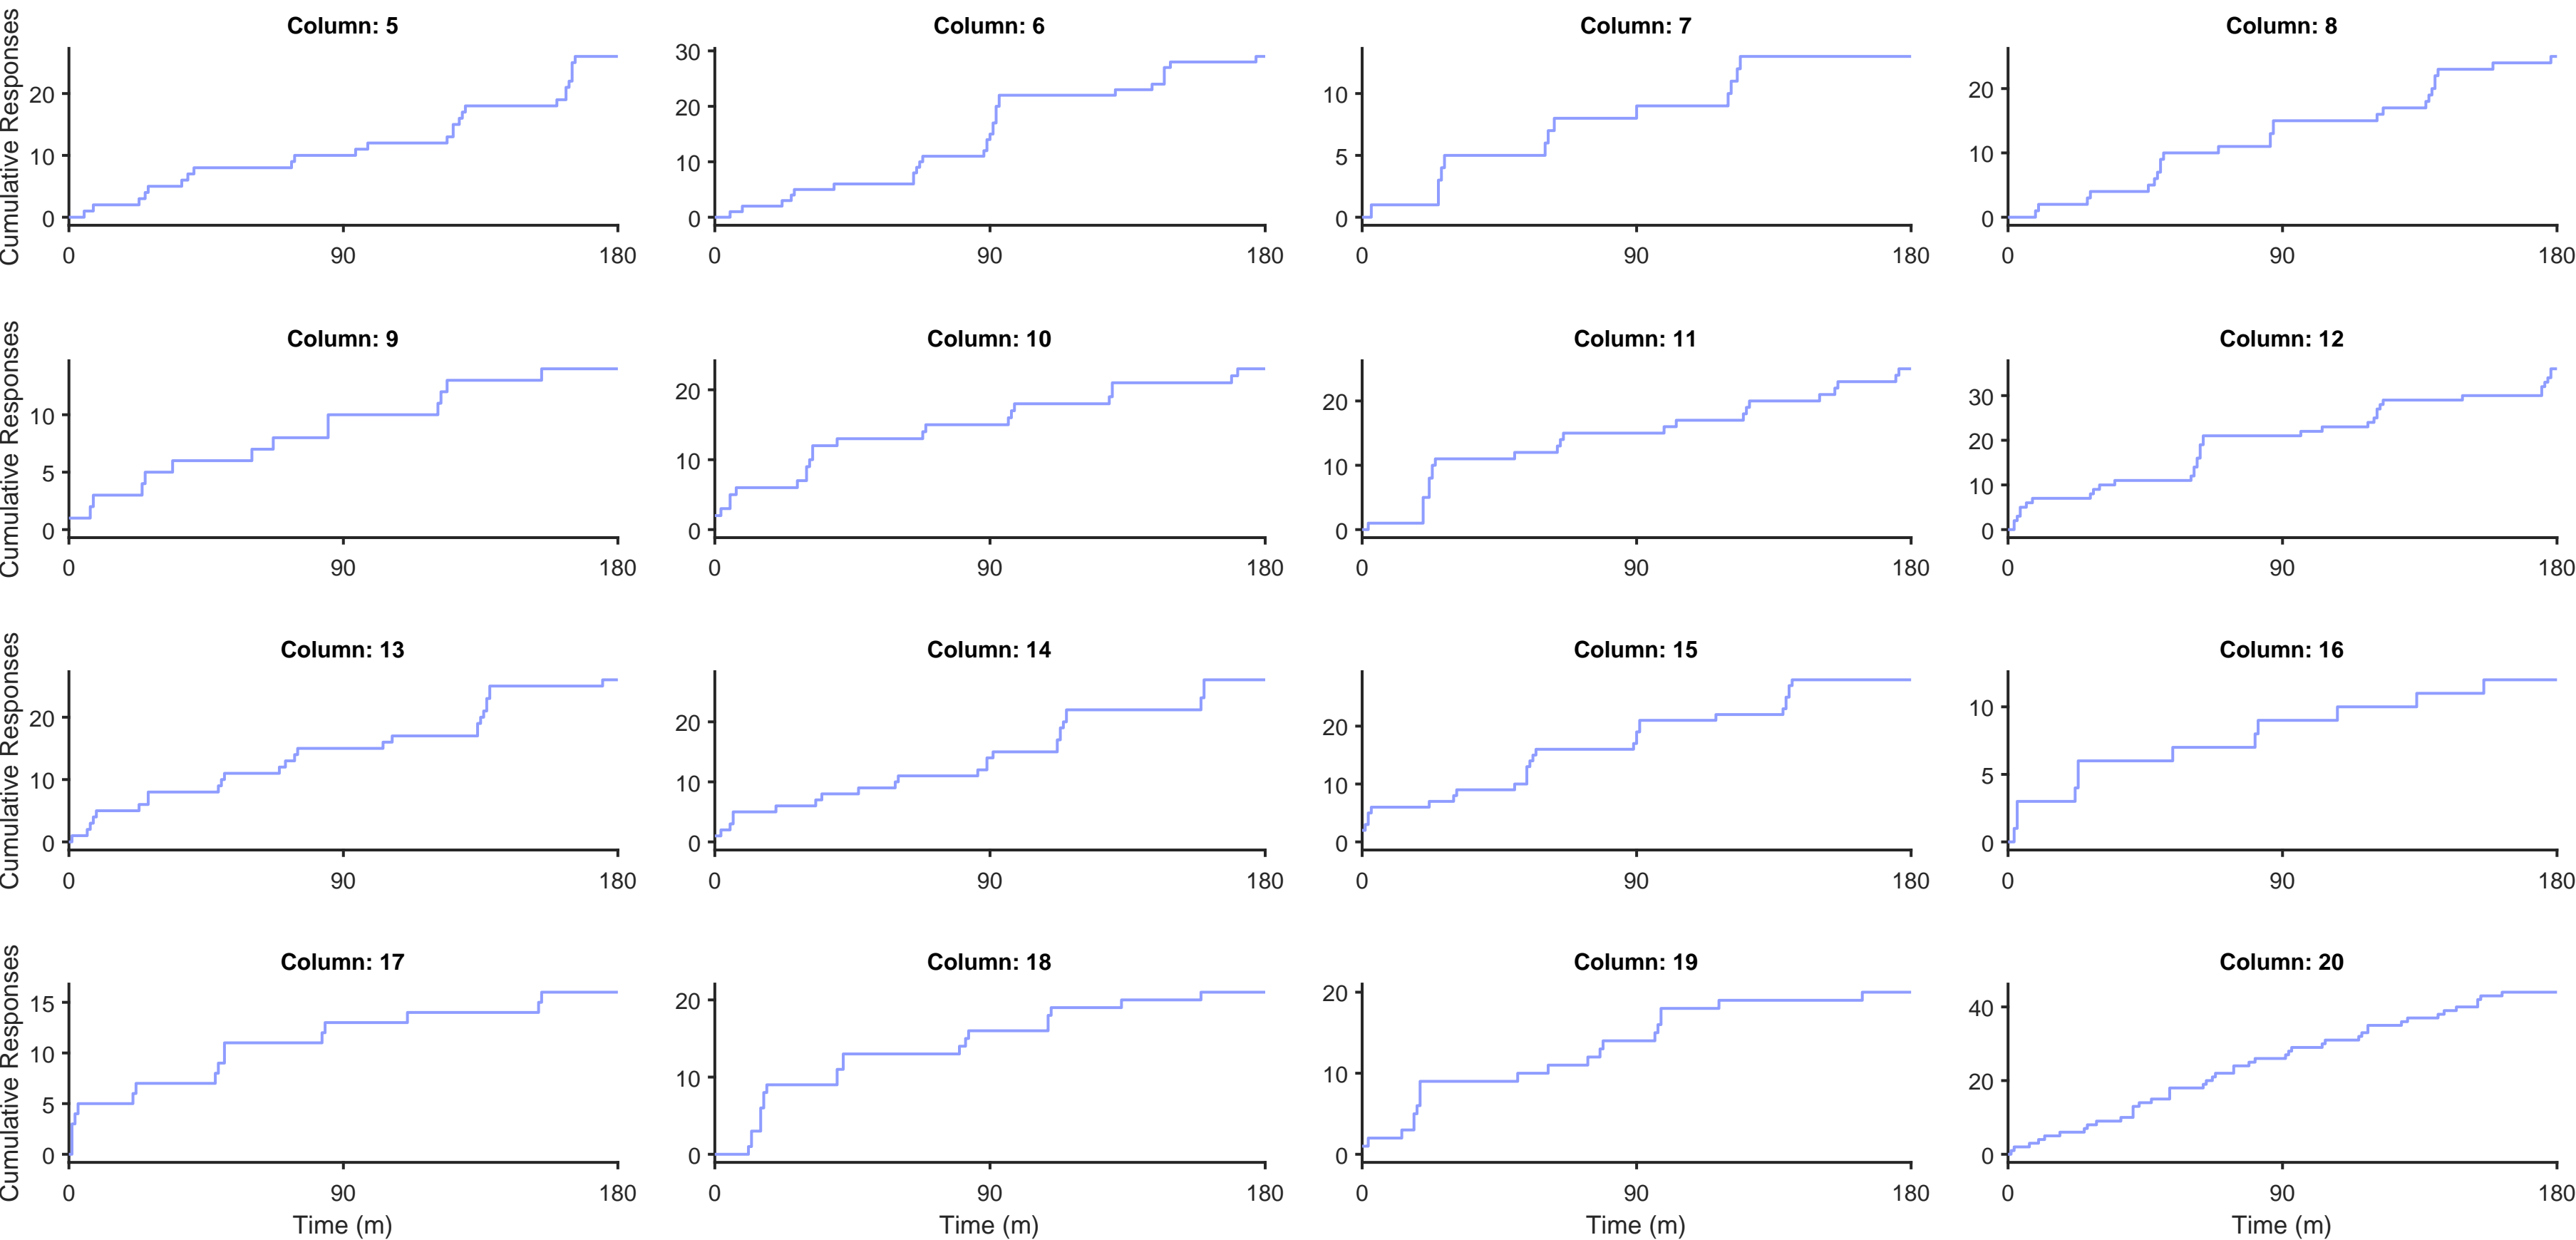 Column: 5
Cumulative Responses
20
10
0
0 90 180
Column: 6
30
20
10
0
0 90 180
Column: 7
10
5
0
0 90 180
Column: 8
20
10
0
0 90 180
Column: 9
Cumulative Responses
10
5
0
0 90 180
Column: 10
20
10
0
0 90 180
Column: 11
20
10
0
0 90 180
Column: 12
30
20
10
0
0 90 180
Column: 13
Cumulative Responses
20
10
0
0 90 180
Column: 14
20
10
0
0 90 180
Column: 15
20
10
0
0 90 180
Column: 16
10
5
0
0 90 180
Column: 17
Cumulative Responses
15
10
5
0
0 90 180
Time (m)
Column: 18
20
10
0
0 90 180
Time (m)
Column: 19
20
10
0
0 90 180
Time (m)
Column: 20
40
20
0
0 90 180
Time (m)